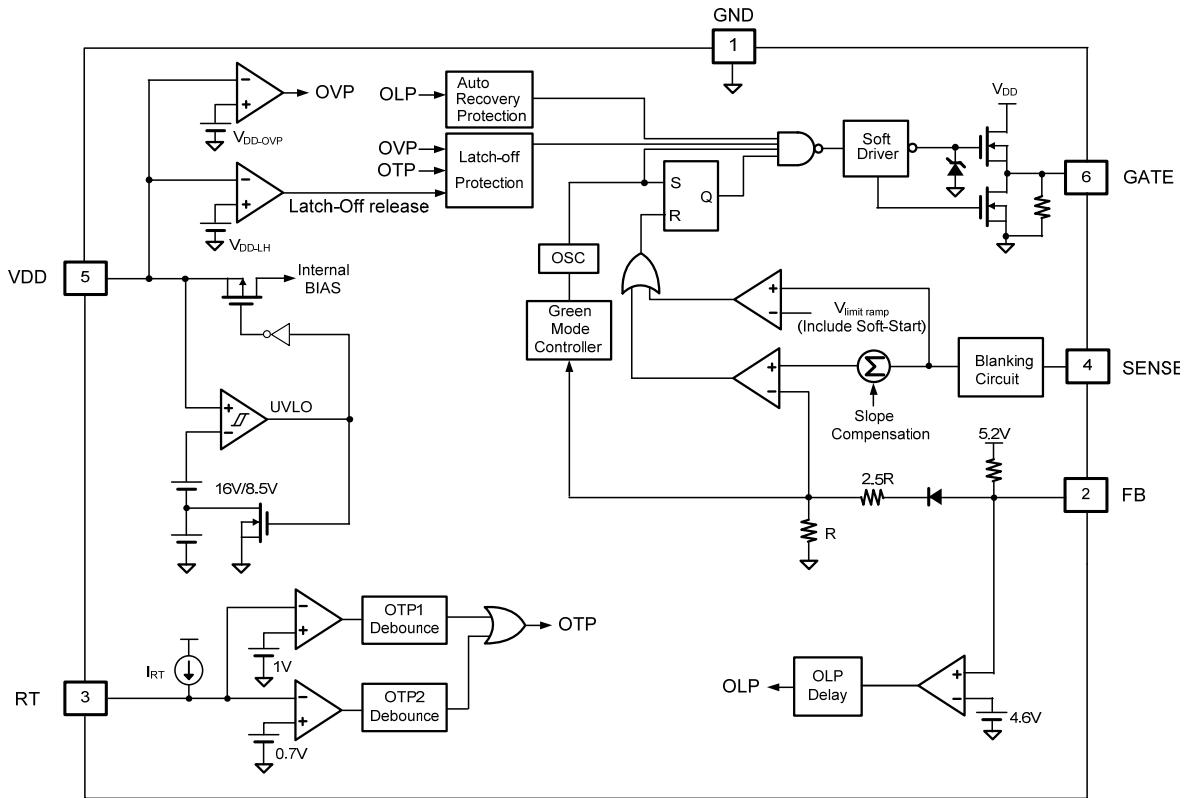 GND
1
OVP
VDD-OVP
OLP
Auto
Recovery
Protection
OVP
OTP
Latch-off
Protection
Latch-Off release
VDD-LH
VDD
Soft
Driver
6
GATE
S
R
Q
VDD
5
Internal
BIAS
OSC
Green
Mode
Controller
Vlimit ramp
(Include Soft-Start)
Σ
Slope
Compensation
Blanking
Circuit
4
SENSE
UVLO
16V/8.5V
5.2V
2.5R
R
2
FB
RT
3
IRT
1V
0.7V
OTP1
Debounce
OTP2
Debounce
OTP
OLP
OLP
Delay
4.6V
+
−
+
−
+
−
+
−
+
−
+
−
+
−
+
−